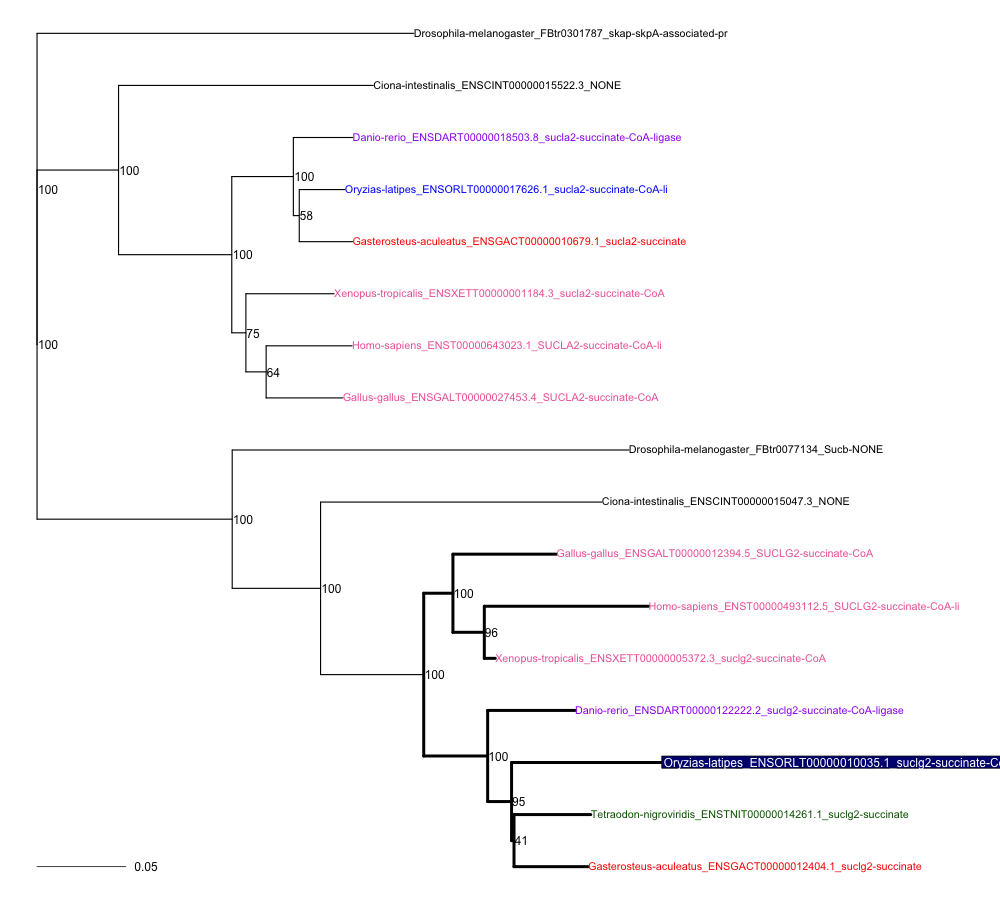 Drosophila-melanogaster_FBtr0301787_skap-skpA-associated-pr
Ciona-intestinalis_ENSCINT00000015522.3_NONE
Danio-rerio_ENSDART00000018503.8_sucla2-succinate-CoA-ligase
100
100
Oryzias-latipes_ENSORLT00000017626.1_sucla2-succinate-CoA-li
100
58
Gasterosteus-aculeatus_ENSGACT00000010679.1_sucla2-succinate
100
Xenopus-tropicalis_ENSXETT00000001184.3_sucla2-succinate-CoA
75
100
Homo-sapiens_ENST00000643023.1_SUCLA2-succinate-CoA-li
64
Gallus-gallus_ENSGALT00000027453.4_SUCLA2-succinate-CoA
Drosophila-melanogaster_FBtr0077134_Sucb-NONE
Ciona-intestinalis_ENSCINT00000015047.3_NONE
100
Gallus-gallus_ENSGALT00000012394.5_SUCLG2-succinate-CoA
100
100
Homo-sapiens_ENST00000493112.5_SUCLG2-succinate-CoA-li
96
Xenopus-tropicalis_ENSXETT00000005372.3_suclg2-succinate-CoA
100
Danio-rerio_ENSDART00000122222.2_suclg2-succinate-CoA-ligase
100
Oryzias-latipes_ENSORLT00000010035.1_suclg2-succinate-Co
95
Tetraodon-nigroviridis_ENSTNIT00000014261.1_suclg2-succinate
41
Gasterosteus-aculeatus_ENSGACT00000012404.1_suclg2-succinate
0.05